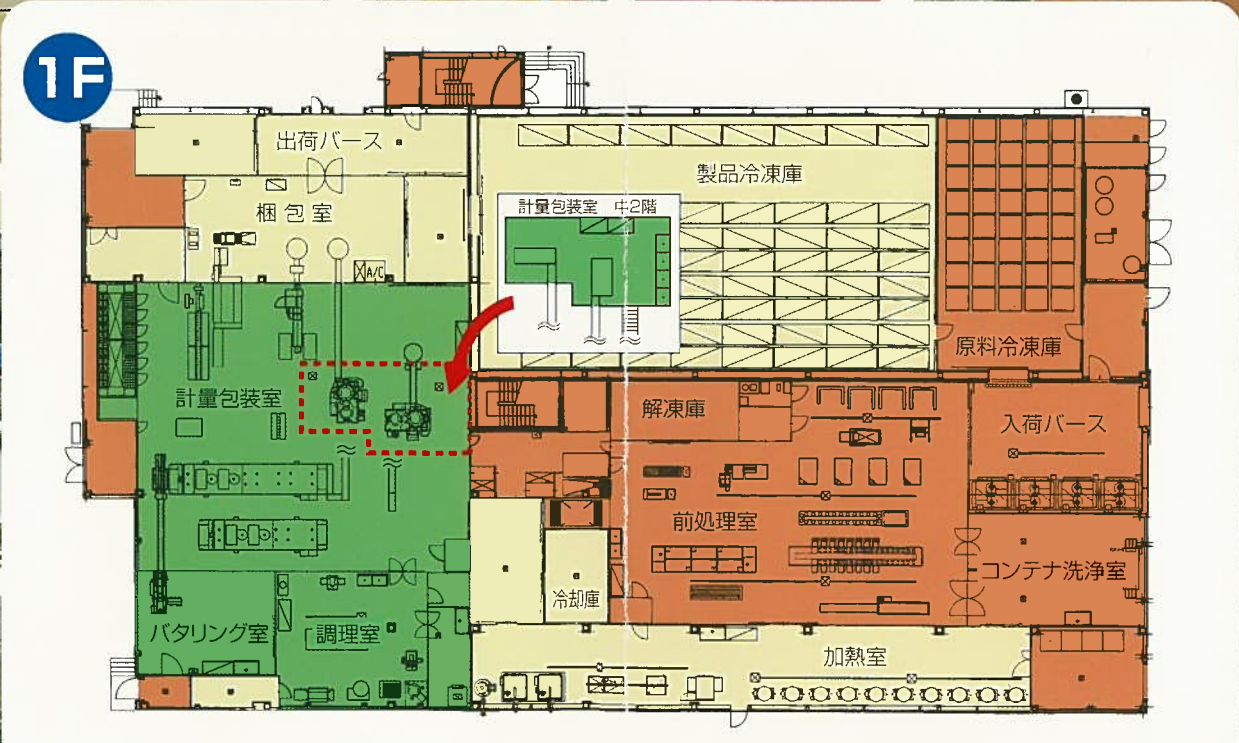 1F
出荷バース
製品冷凍庫
計量包装室 中2階
梱包室
A/C
原料冷凍庫
計量包装室
解凍庫
入荷バース
前処理室
コンテナ洗浄室
冷却庫
バタリング室
調理室
加熱室